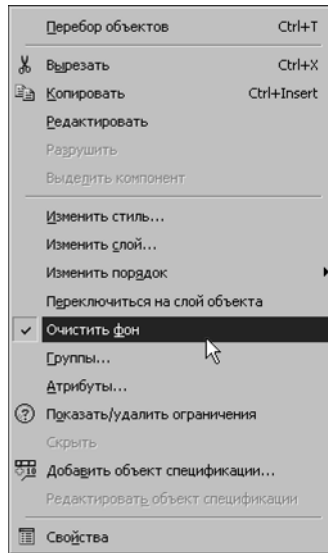 Перебор объектов Ctrl+T
Вырезать Ctrl+X
Копировать Ctrl+Insert
Редактировать
Разрушить
Выделить компонент
Изменить стиль...
Изменить слой...
Изменить порядок
Переключиться на слой объекта
Очистить фон
Группы...
Атрибуты...
Показать/удалить ограничения
Скрыть
Добавить объект спецификации...
Редактировать объект спецификации
Свойства